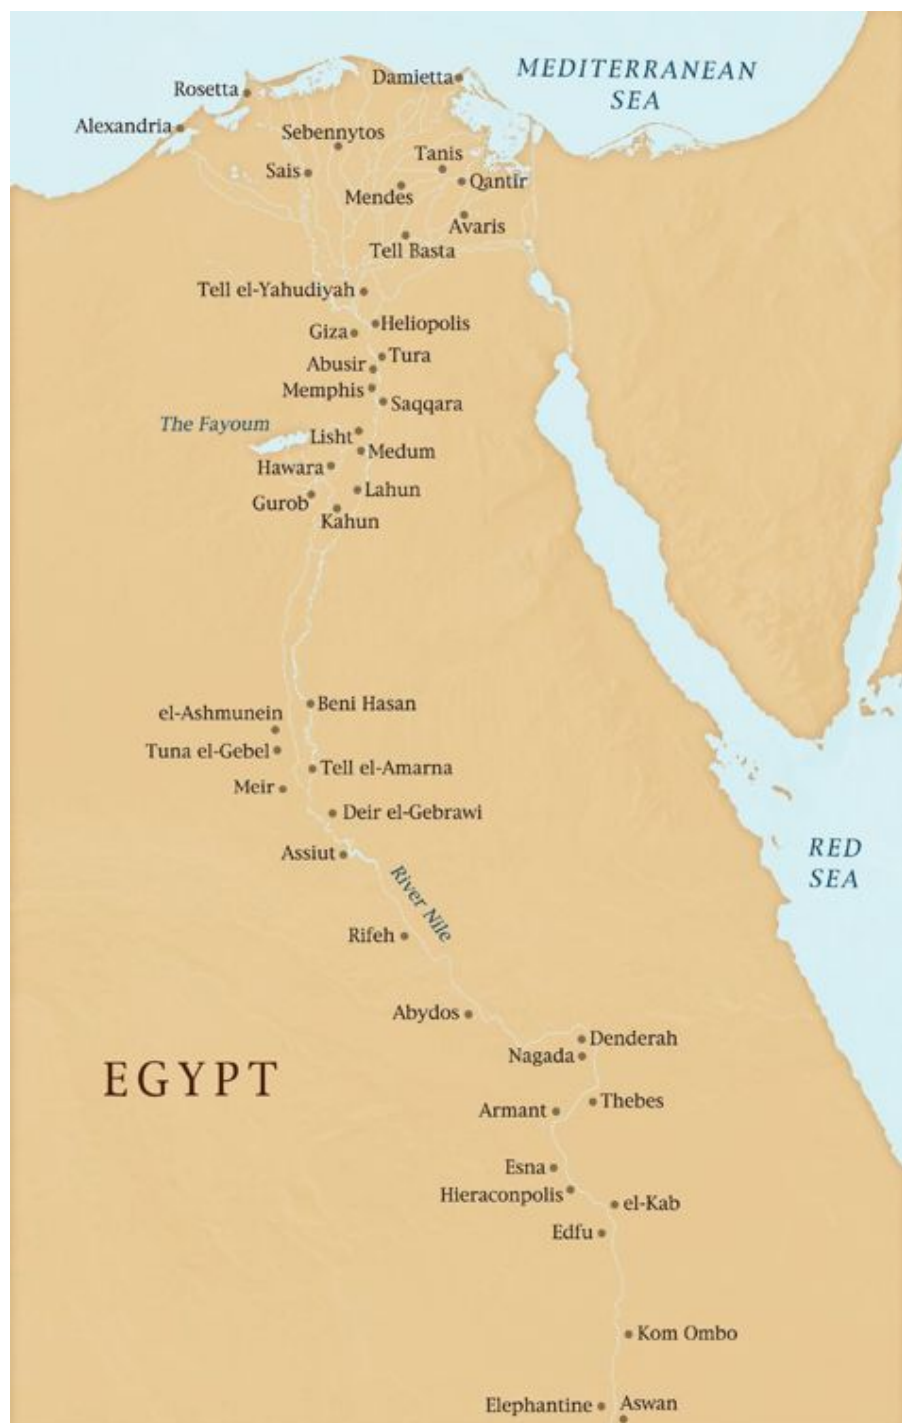 MEDITERRANEAN
SEA
Damietta
Rosetta
Alexandria
Sebennytos
Tanis
Sais
Qantir
Mendes
Avaris
Tell Basta
Tell el-Yahudiyah
Heliopolis
Giza
Tura
Abusir
Memphis
Saqqara
The Fayoum
Lisht
Medum
Hawara
Lahun
Gurob
Kahun
Beni Hasan
el-Ashmunein
Tuna el-Gebel
Tell el-Amarna
Meir
Deir el-Gebrawi
RED
SEA
Assiut
River Nile
Rifeh
Abydos
Denderah
Nagada
EGYPT
Thebes
Armant
Esna
Hieraconpolis
el-Kab
Edfu
Kom Ombo
Elephantine
Aswan